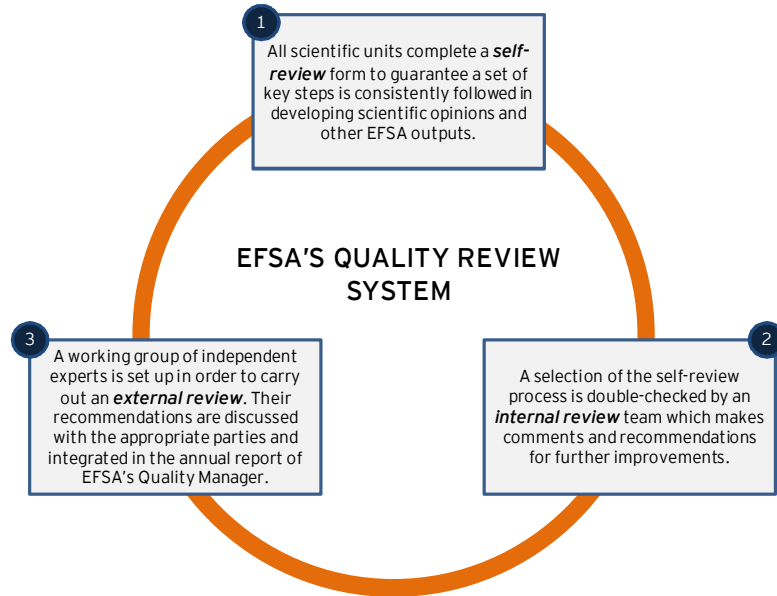 1
All scientific units complete a self-
review form to guarantee a set of
key steps is consistently followed in
developing scientific opinions and
other EFSA outputs.
EFSA'S QUALITY REVIEW
SYSTEM
2
A selection of the self-review
process is double-checked by an
internal review team which makes
comments and recommendations
for further improvements.
3
A working group of independent
experts is set up in order to carry
out an external review. Their
recommendations are discussed
with the appropriate parties and
integrated in the annual report of
EFSA's Quality Manager.